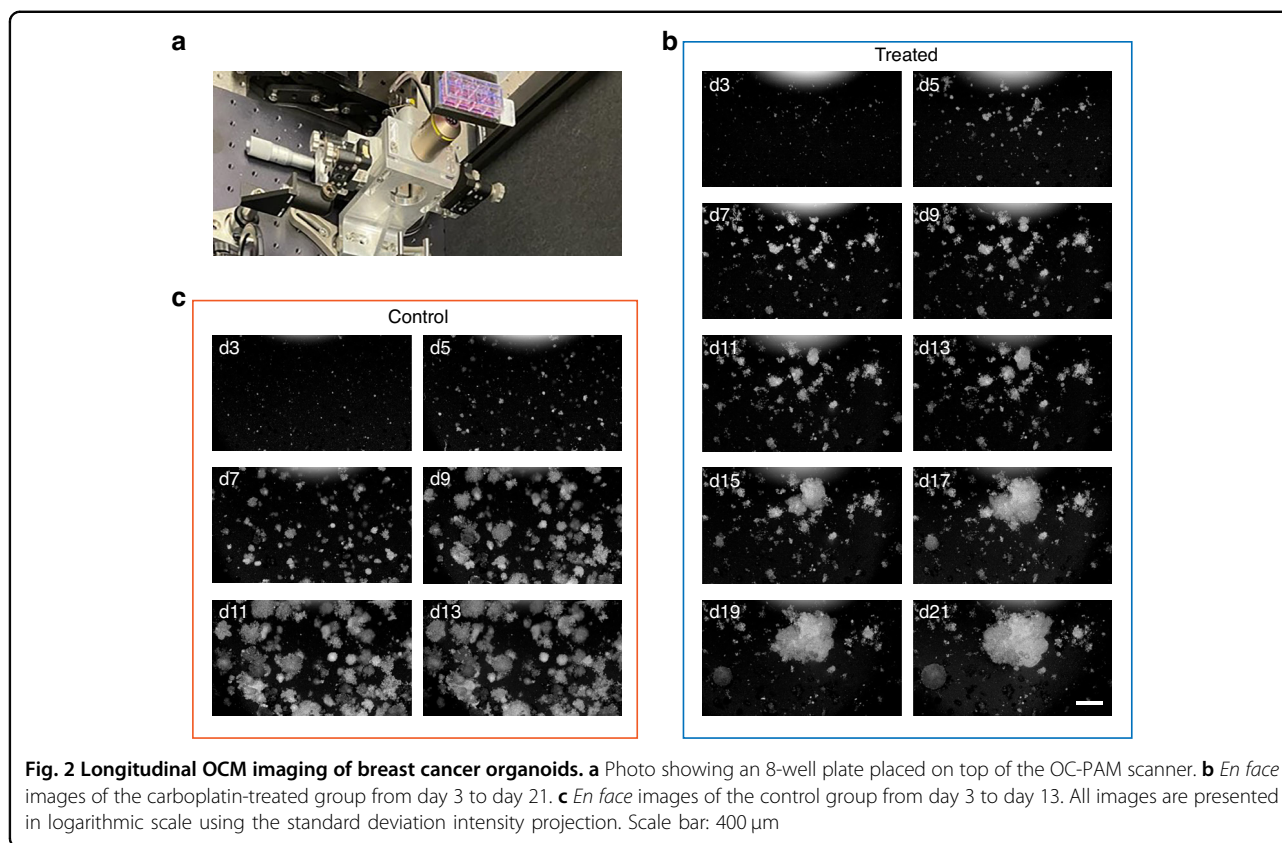 a
b
Treated
d3
d5
d7
d9
d11
d13
d15
d17
d19
d21
c
Control
d3
d5
d7
d9
d11
d13
Fig. 2 Longitudinal OCM imaging of breast cancer organoids. a Photo showing an 8-well plate placed on top of the OC-PAM scanner. b En face
images of the carboplatin-treated group from day 3 to day 21. c En face images of the control group from day 3 to day 13. All images are presented
in logarithmic scale using the standard deviation intensity projection. Scale bar: 400 μm